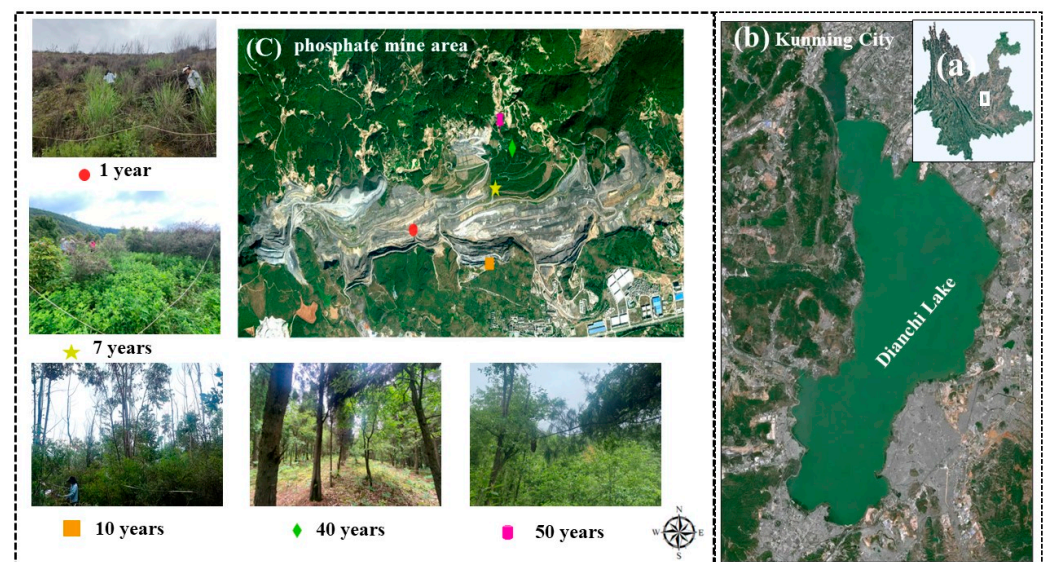 (C) phosphate mine area
(b) Kunming City
(a)
1 year
7 years
Dianchi Lake
10 years
40 years
50 years
N
W E
S